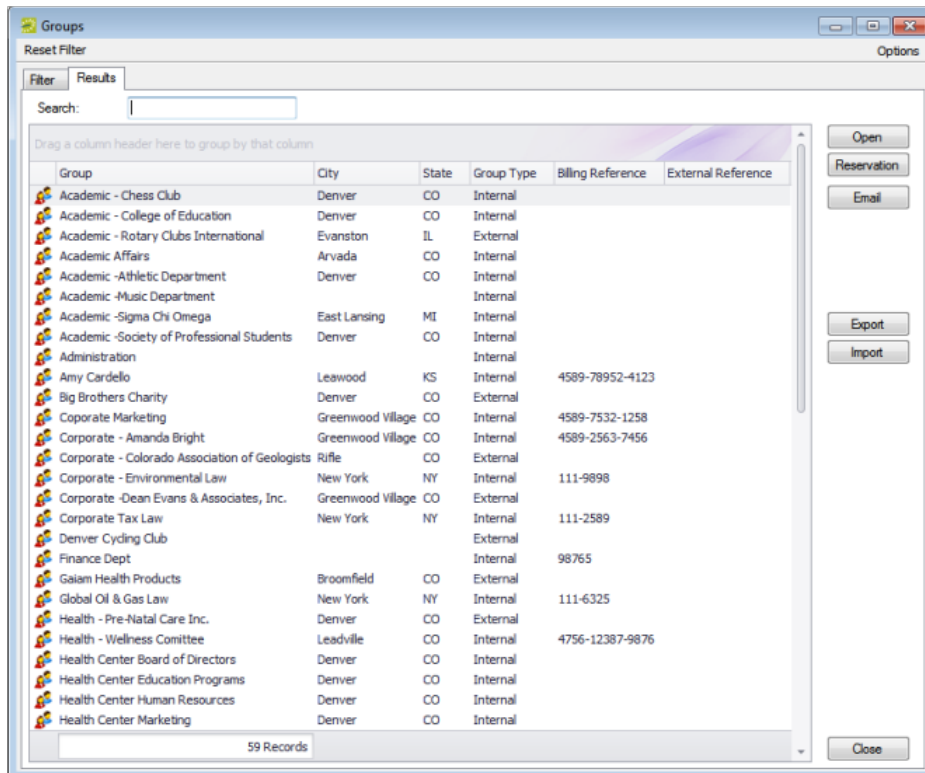 Groups
Reset Filter Options
Filter Results
Search:
Drag a column header here to group by that column
Open
Reservation
Email
Export
Import
Group City State Group Type Billing Reference External Reference
Academic - Chess Club Denver CO Internal
Academic - College of Education Denver CO Internal
Academic - Rotary Clubs International Evanston IL External
Academic Affairs Arvada CO Internal
Academic -Athletic Department Denver CO Internal
Academic -Music Department Internal
Academic -Sigma Chi Omega East Lansing MI Internal
Academic -Society of Professional Students Denver CO Internal
Administration Internal
Amy Cardello Leawood KS Internal 4589-78952-4123
Big Brothers Charity Denver CO External
Coporate Marketing Greenwood Village CO Internal 4589-7532-1258
Corporate - Amanda Bright Greenwood Village CO Internal 4589-2563-7456
Corporate - Colorado Association of Geologists Rifle CO External
Corporate - Environmental Law New York NY Internal 111-9898
Corporate -Dean Evans & Associates, Inc. Greenwood Village CO External
Corporate Tax Law New York NY Internal 111-2589
Denver Cycling Club External
Finance Dept Internal 98765
Gaiam Health Products Broomfield CO External
Global Oil & Gas Law New York NY Internal 111-6325
Health - Pre-Natal Care Inc. Denver CO External
Health - Wellness Comittee Leadville CO Internal 4756-12387-9876
Health Center Board of Directors Denver CO Internal
Health Center Education Programs Denver CO Internal
Health Center Human Resources Denver CO Internal
Health Center Marketing Denver CO Internal
59 Records
Close